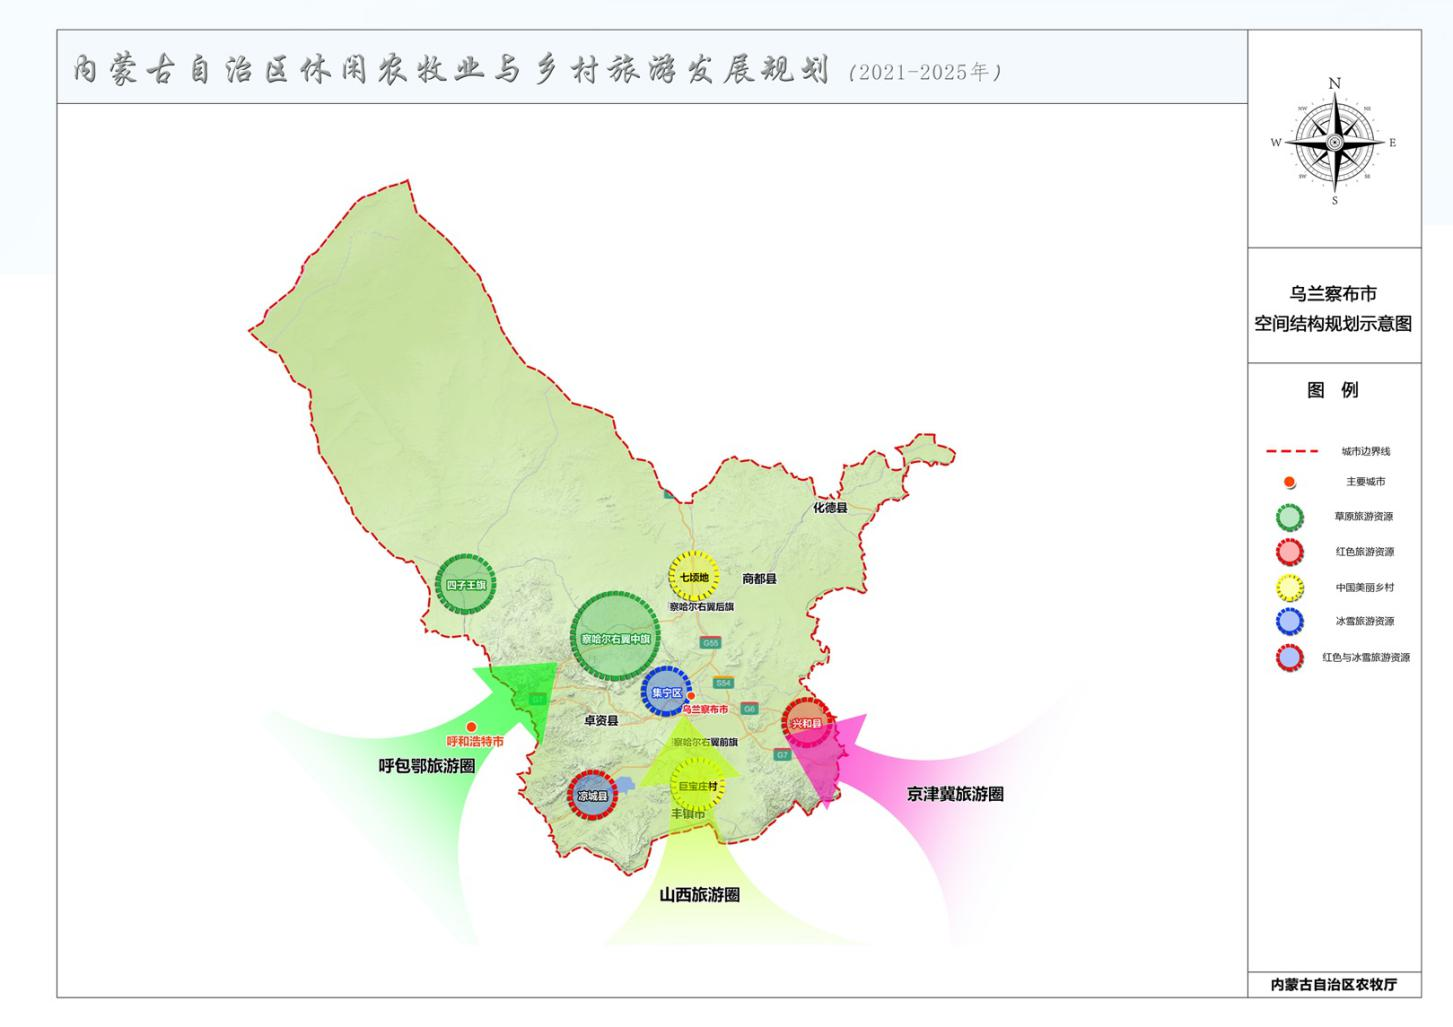 内蒙古自治区休闲农牧业与乡村旅游发展规划 (2021-2025年)
N
NW
NE
W
E
SW
SE
S
乌兰察布市
空间结构规划示意图
图 例
城市边界线
主要城市
草原旅游资源
红色旅游资源
中国美丽乡村
冰雪旅游资源
红色与冰雪旅游资源
化德县
四子王旗
七顷地
商都县
察哈尔右翼后旗
察哈尔右翼中旗
G55
集宁区
S54
乌兰察布市
G6
卓资县
兴和县
呼和浩特市
察哈尔右翼前旗
G7
呼包鄂旅游圈
巨宝庄村
凉城县
京津冀旅游圈
丰镇市
山西旅游圈
内蒙古自治区农牧厅